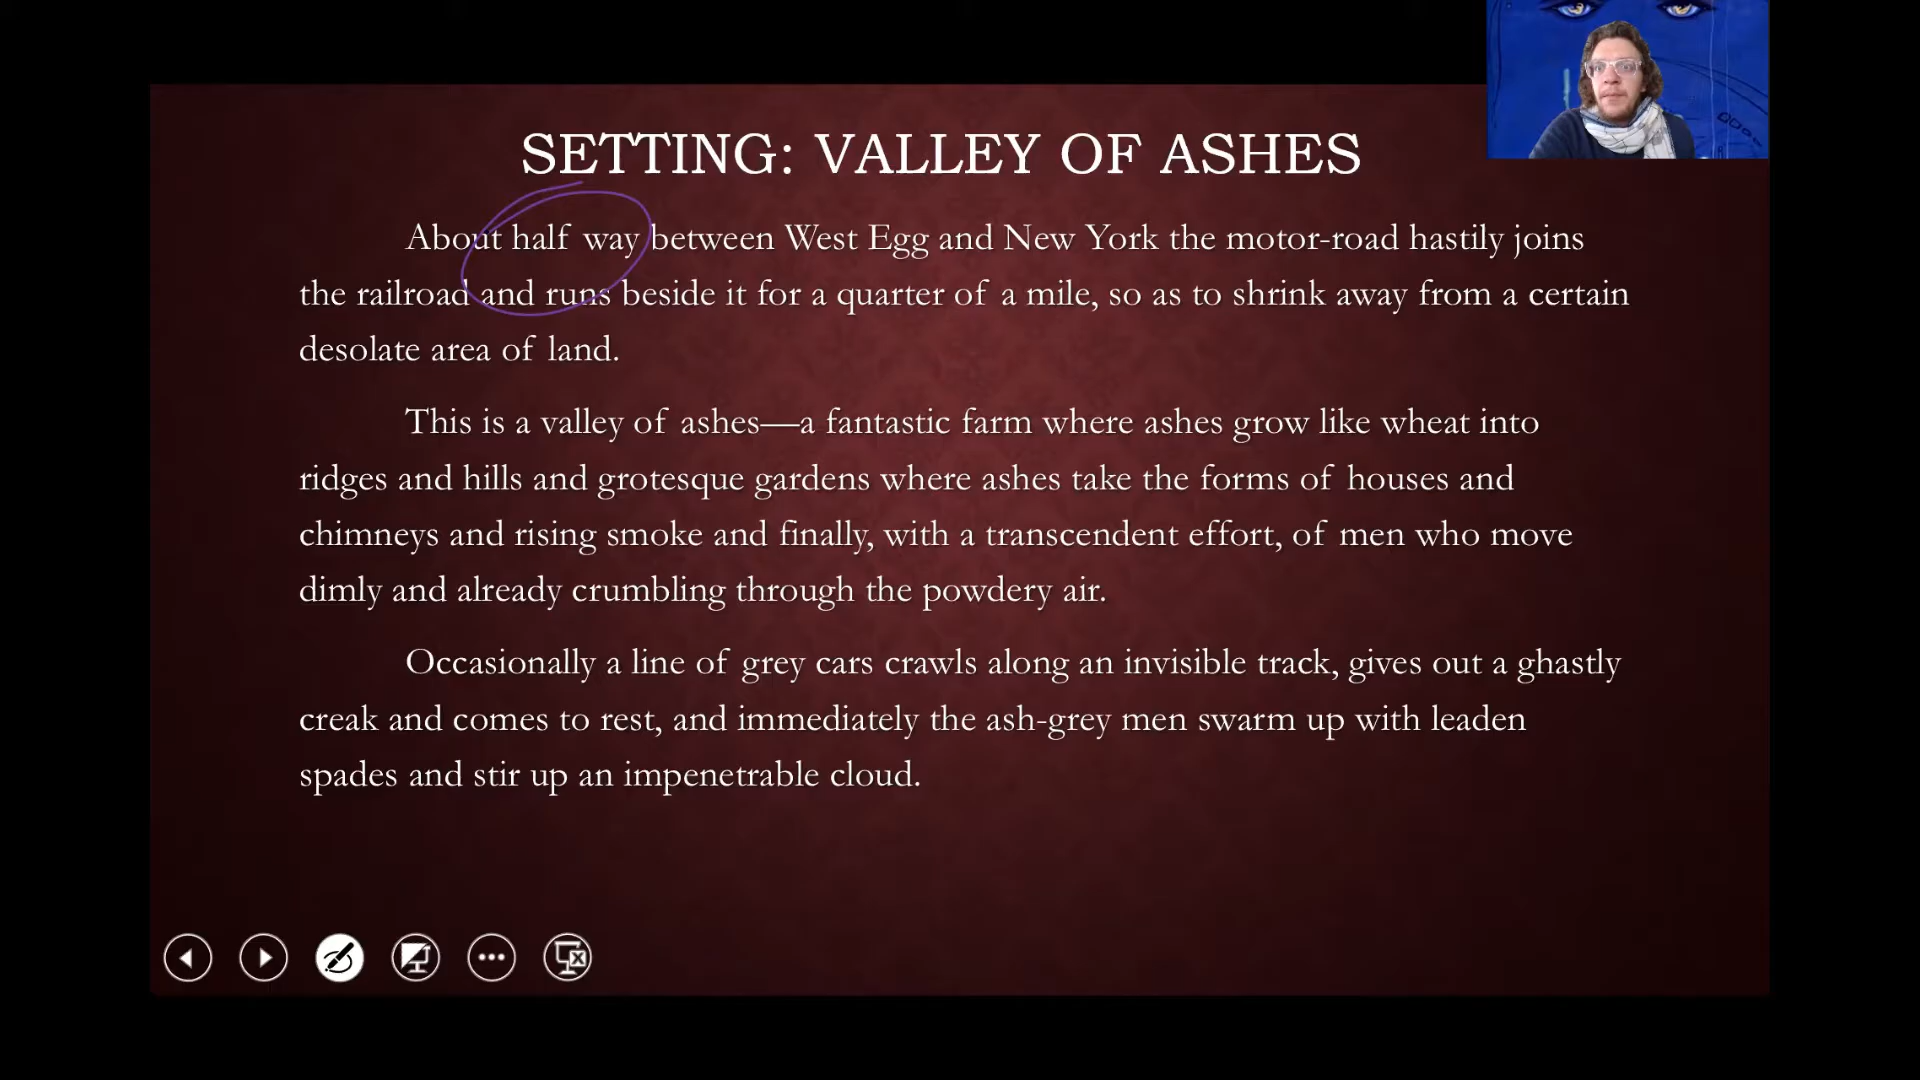 SETTING: VALLEY OF ASHES
About half way between West Egg and New York the motor-road hastily joins
the railroad and runs beside it for a quarter of a mile, so as to shrink away from a certain
desolate area of land.
This is a valley of ashes—a fantastic farm where ashes grow like wheat into
ridges and hills and grotesque gardens where ashes take the forms of houses and
chimneys and rising smoke and finally, with a transcendent effort, of men who move
dimly and already crumbling through the powdery air.
Occasionally a line of grey cars crawls along an invisible track, gives out a ghastly
creak and comes to rest, and immediately the ash-grey men swarm up with leaden
spades and stir up an impenetrable cloud.